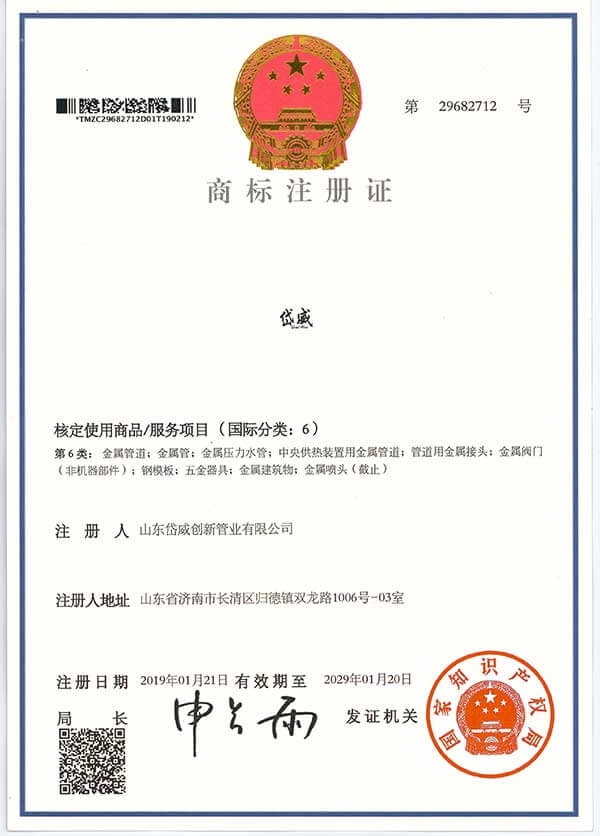 *TMZC29682712D01T190212*
第 29682712 号
商标注册证
岱威
核定使用商品/服务项目（国际分类：6）
第6类：金属管道；金属管；金属压力水管；中央供热装置用金属管道；管道用金属接头；金属阀门
（非机器部件）；钢模板；五金器具；金属建筑物；金属喷头（截止）
注册人 山东岱威创新管业有限公司
注册人地址 山东省济南市长清区归德镇双龙路1006号-03室
注册日期 2019年01月21日 有效期至 2029年01月20日
局长 申长雨 发证机关
国家知识产权局